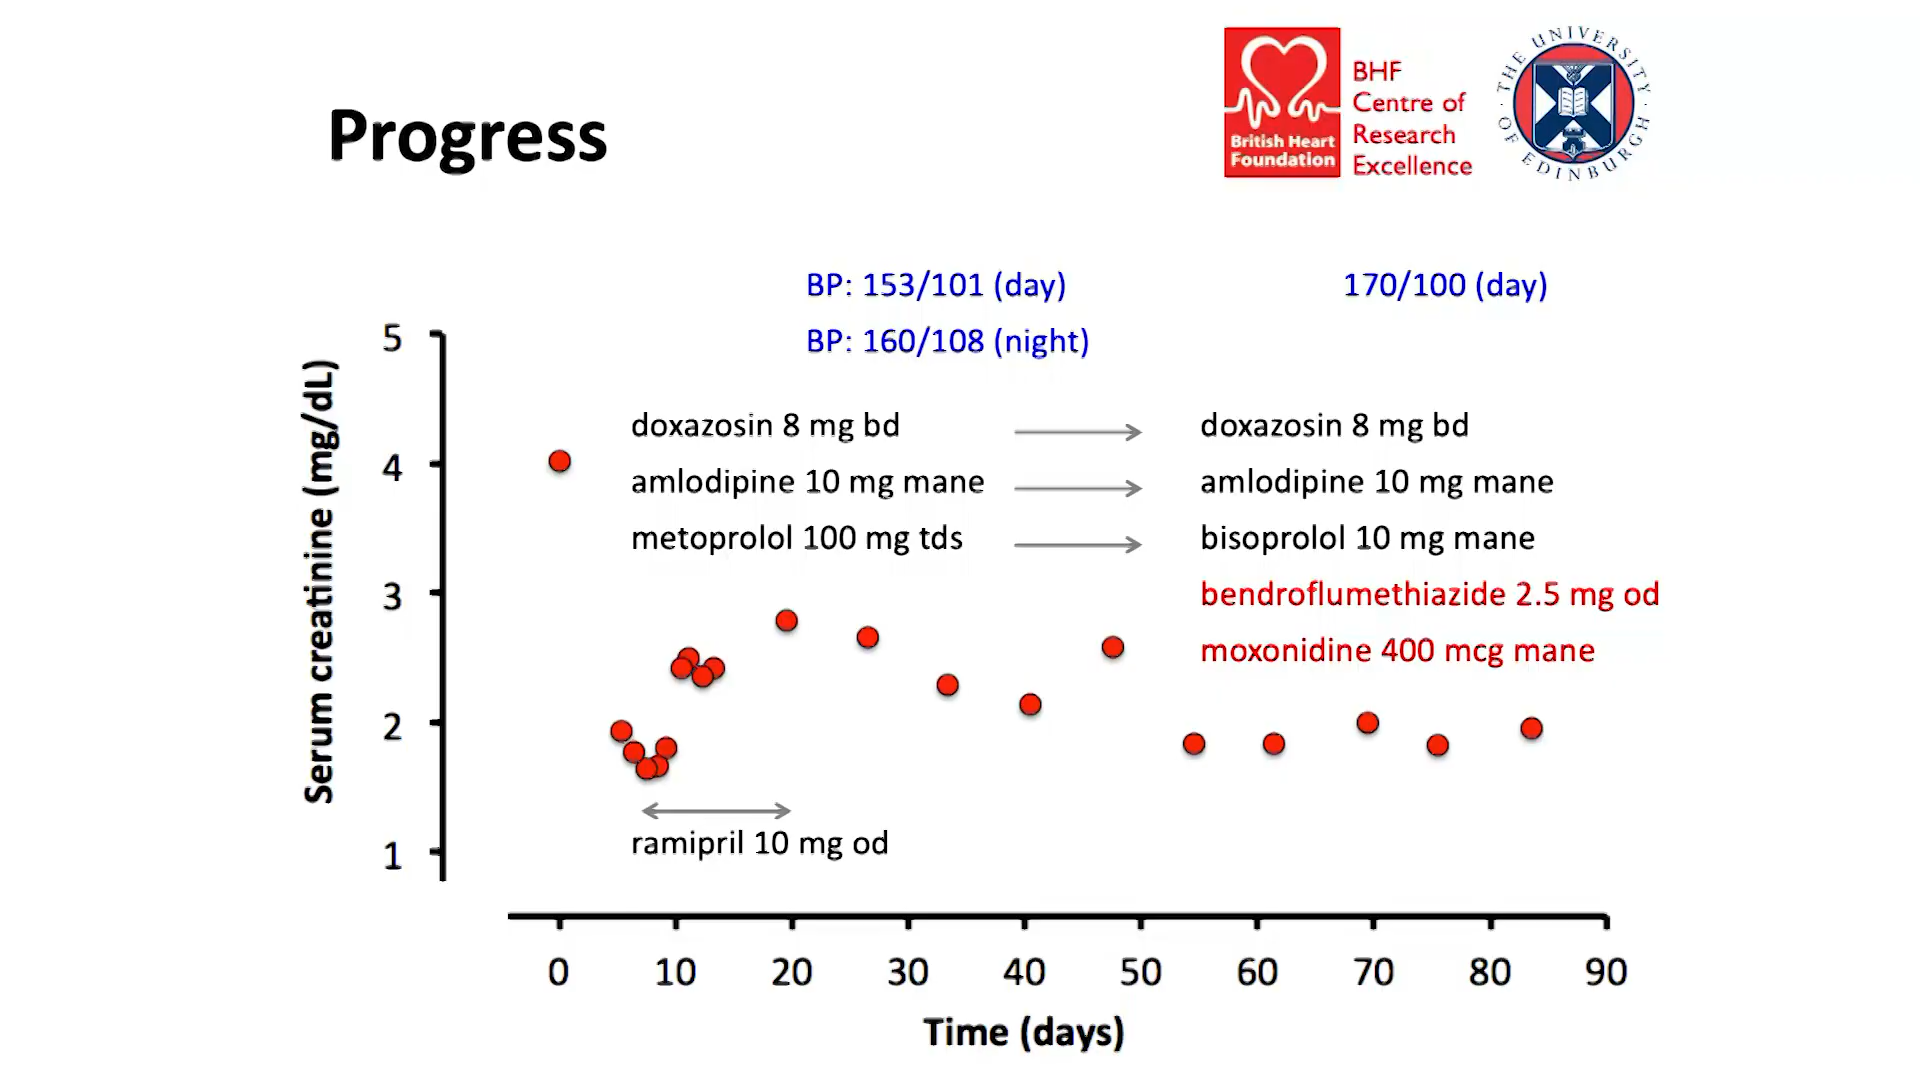 Progress
British Heart
Foundation
BHF
Centre of
Research
Excellence
THE UNIVERSITY OF EDINBURGH
BP: 153/101 (day)
170/100 (day)
BP: 160/108 (night)
doxazosin 8 mg bd
doxazosin 8 mg bd
amlodipine 10 mg mane
amlodipine 10 mg mane
metoprolol 100 mg tds
bisoprolol 10 mg mane
bendroflumethiazide 2.5 mg od
moxonidine 400 mcg mane
ramipril 10 mg od
Serum creatinine (mg/dL)
5
4
3
2
1
0 10 20 30 40 50 60 70 80 90
Time (days)